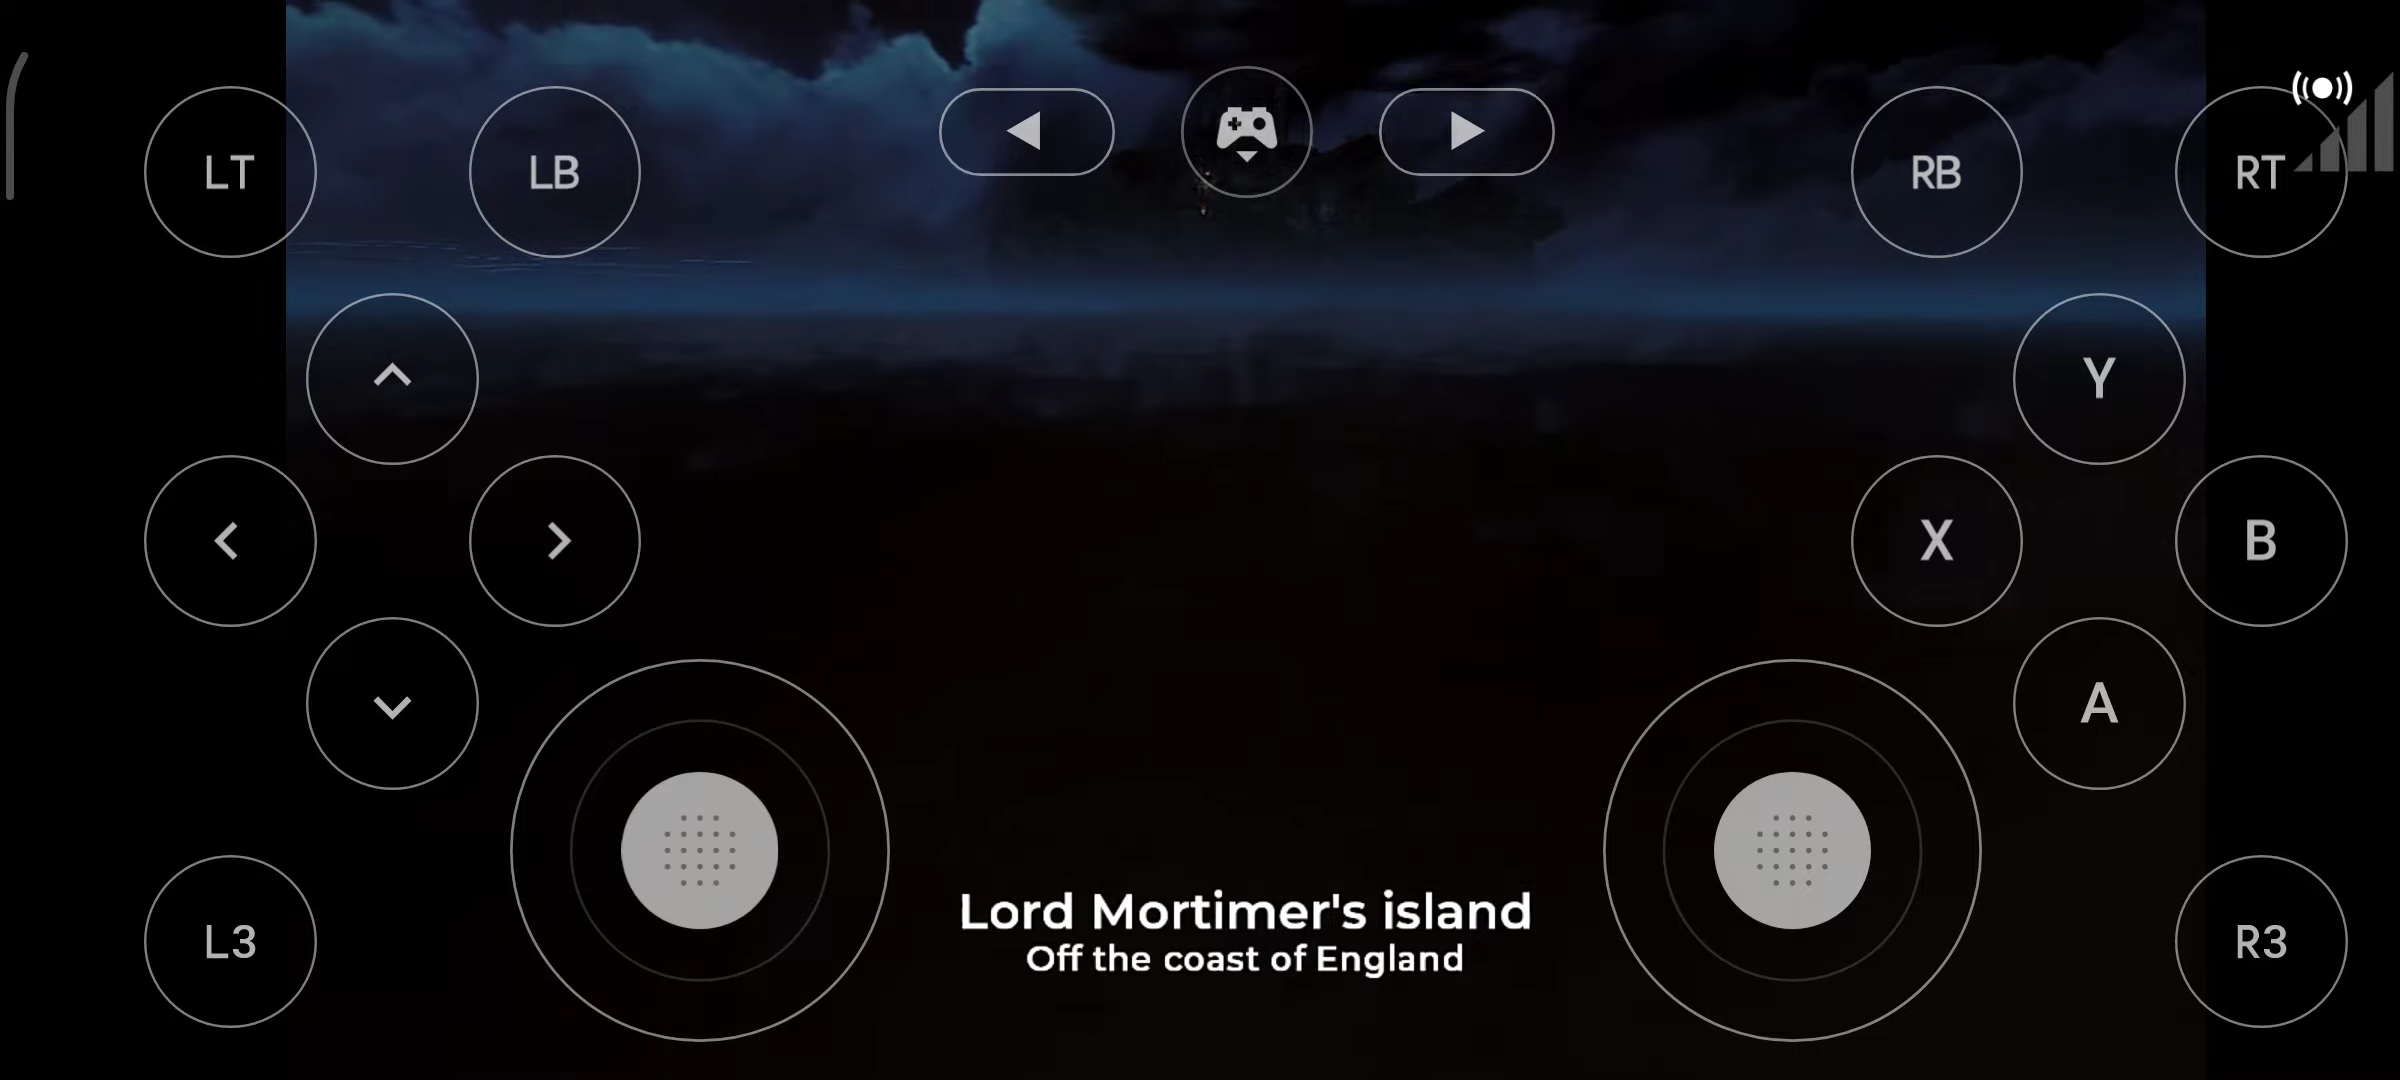 LT
LB
RB
RT
Y
X
B
A
L3
R3
Lord Mortimer's island
Off the coast of England